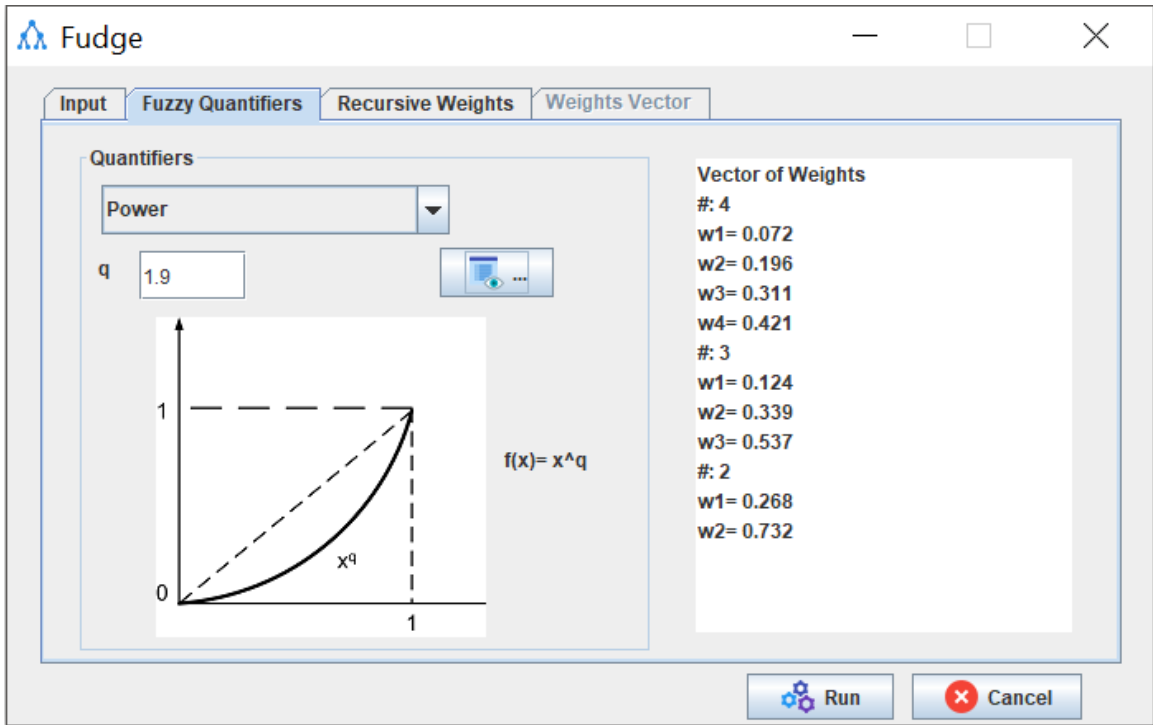 Fudge
Input
Fuzzy Quantifiers
Recursive Weights
Weights Vector
Quantifiers
Power
q
1.9
...
1
0
x^q
1
f(x)= x^q
Vector of Weights
#: 4
w1= 0.072
w2= 0.196
w3= 0.311
w4= 0.421
#: 3
w1= 0.124
w2= 0.339
w3= 0.537
#: 2
w1= 0.268
w2= 0.732
Run
Cancel